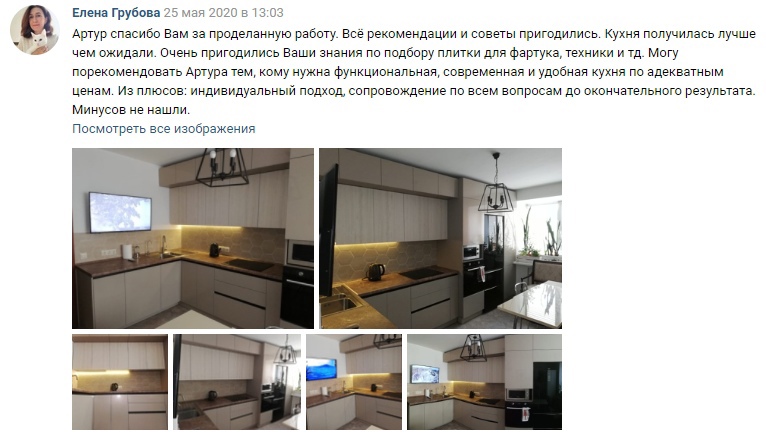 Елена Грубова 25 мая 2020 в 13:03
Артур спасибо Вам за проделанную работу. Всё рекомендации и советы пригодились. Кухня получилась лучше
чем ожидали. Очень пригодились Ваши знания по подбору плитки для фартука, техники и тд. Могу
порекомендовать Артура тем, кому нужна функциональная, современная и удобная кухня по адекватным
ценам. Из плюсов: индивидуальный подход, сопровождение по всем вопросам до окончательного результата.
Минусов не нашли.
Посмотреть все изображения